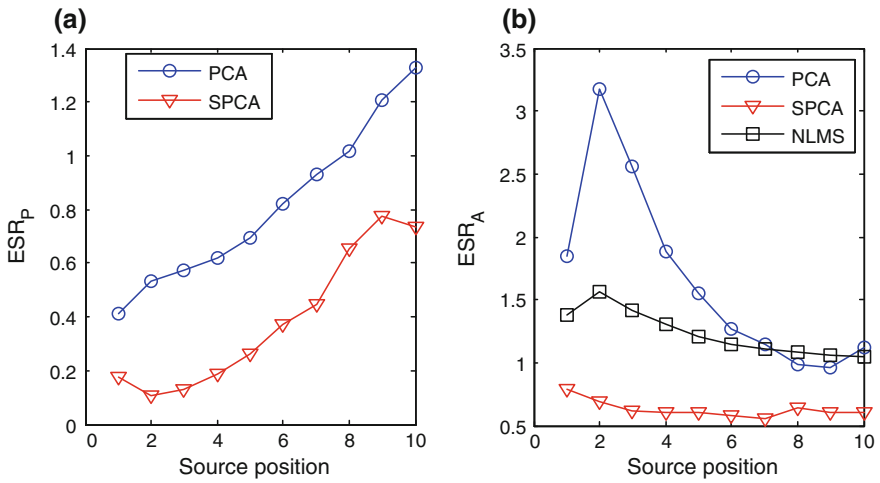 (a)
1.4
1.2
1
0.8
0.6
0.4
0.2
0
0 2 4 6 8 10
ESR_P
Source position
PCA
SPCA
(b)
3.5
3
2.5
2
1.5
1
0.5
0 2 4 6 8 10
ESR_A
Source position
PCA
SPCA
NLMS